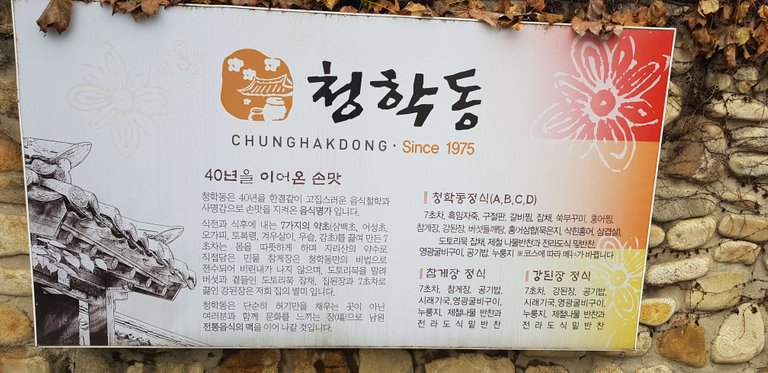 청학동
CHUNGHAKDONG · Since 1975
40년을 이어온 손맛
청학동은 40년을 한결같이 고집스러운 음식철학과
사명감으로 손맛을 지켜온 음식명가 입니다.
식전과 식후에 내는 7가지의 약초(삼백초, 어성초,
오가피, 토복령, 겨우살이, 우슬, 감초)를 끓여 만든 7
초차는 몸을 따뜻하게 하며 지리산의 약수로
직접담은 민물 참게장은 청학동만의 비법으로
전수되어 비린내가 나지 않으며, 도토리묵을 말려
버섯과 곁들인 도토리묵 잡채, 집된장과 7초차로
끓인 강된장은 저희 집의 별미 입니다.
청학동은 단순히 허기만을 채우는 곳이 아닌
여러분과 함께 문화를 느끼는 장(場)으로 남원
전통음식의 맥을 이어 나갈 것입니다.
청학동정식(A,B,C,D)
7초차, 흑임자죽, 구절판, 갈비찜, 잡채, 쑥부꾸미, 홍어찜,
참게장, 강된장, 버섯들깨탕, 홍어삼합(묵은지, 삭힌홍어, 삼겹살),
도토리묵 잡채, 제철 나물반찬과 전라도식 밑반찬,
영광굴비구이, 공기밥, 누룽지 ※코스에 따라 메뉴가 바뀝니다
참게장 정식
7초차, 참게장, 공기밥,
시래기국, 영광굴비구이,
누룽지, 제철나물 반찬과
전라도식밑반찬
강된장 정식
7초차, 강된장, 공기밥,
시래기국, 영광굴비구이,
누룽지, 제철나물 반찬과
전라도식밑반찬